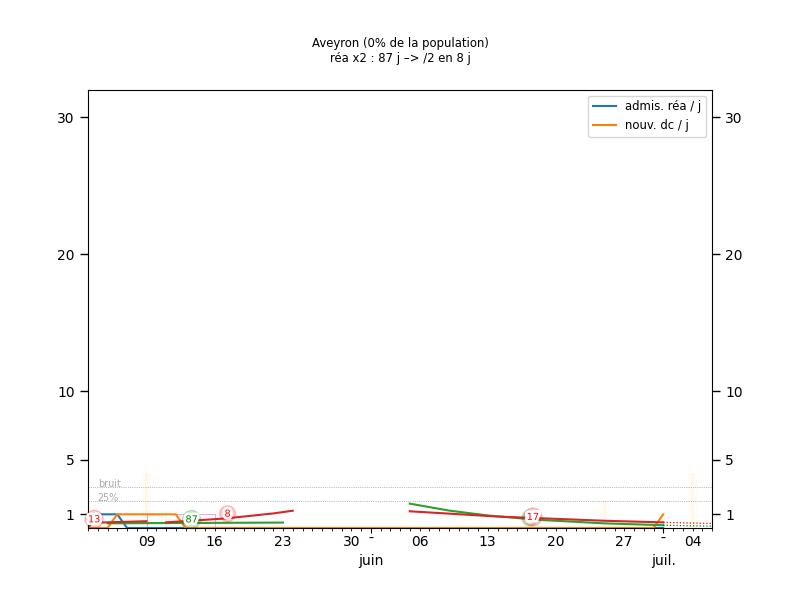 Aveyron (0% de la population)
réa x2 : 87 j –> /2 en 8 j
admis. réa / j
nouv. dc / j
30 30
20 20
10 10
5 5
bruit
25%
1 1
13 87 8 17
09 16 23 30 - 06 13 20 27 - 04
juin juil.